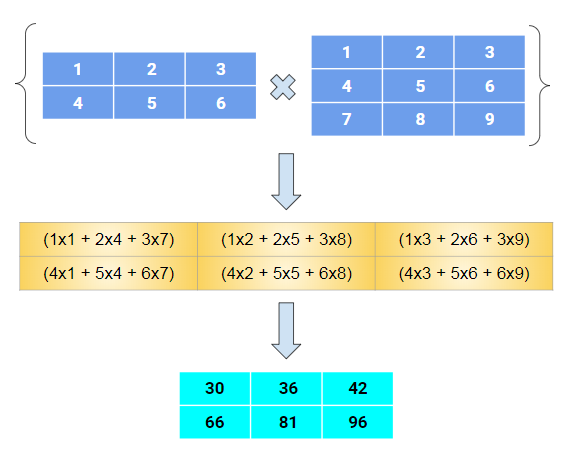 1 2 3
4 5 6
1 2 3
4 5 6
7 8 9
(1x1 + 2x4 + 3x7) (1x2 + 2x5 + 3x8) (1x3 + 2x6 + 3x9)
(4x1 + 5x4 + 6x7) (4x2 + 5x5 + 6x8) (4x3 + 5x6 + 6x9)
30 36 42
66 81 96